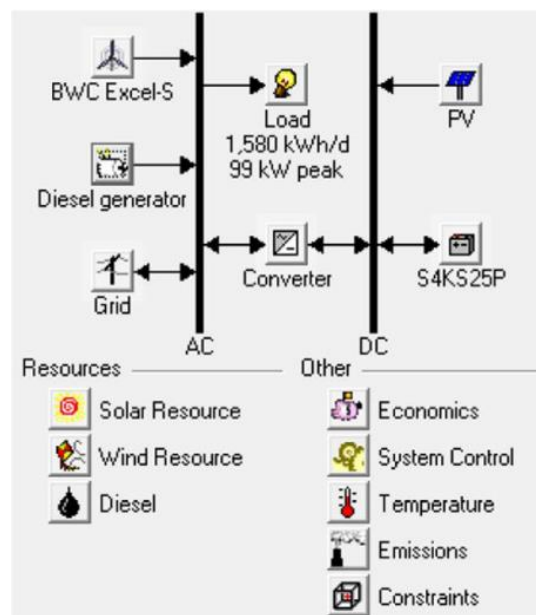 BWC Excel-S
Load
1,580 kWh/d
99 kW peak
PV
Diesel generator
Grid
Converter
S4KS25P
AC
DC
Resources
Other
Solar Resource
Economics
Wind Resource
System Control
Diesel
Temperature
Emissions
Constraints